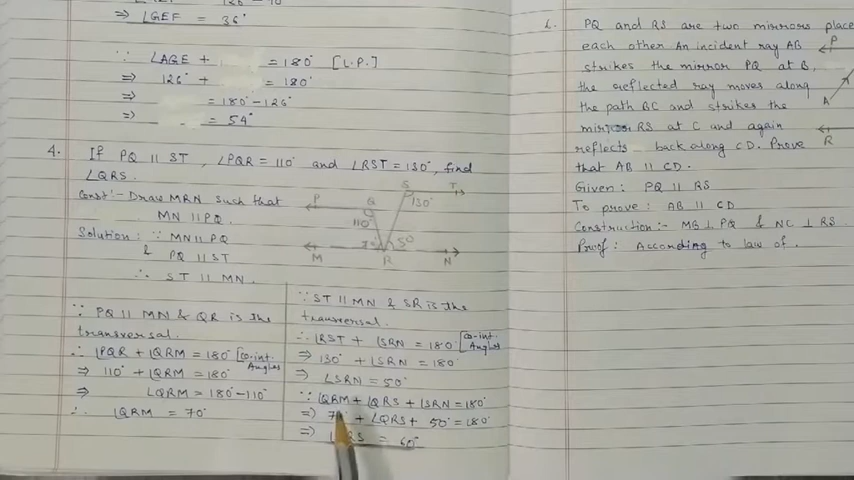 ⇒ ∠GEF = 36°
∵ ∠AGE + = 180° [L.P.]
⇒ 126° + = 180°
⇒ = 180° - 126°
⇒ = 54°
4. If PQ || ST, ∠PQR = 110° and ∠RST = 130°, find
∠QRS.
Const:- Draw MRN such that
MN || PQ.
Solution: ∵ MN || PQ
& PQ || ST
∴ ST || MN.
P Q S T
110° 130°
50°
M R N
∵ PQ || MN & QR is the
transversal.
∴ ∠PQR + ∠QRM = 180° [co-int. Angles
⇒ 110° + ∠QRM = 180°
⇒ ∠QRM = 180° - 110°
∴ ∠QRM = 70°
∵ ST || MN & SR is the
transversal.
∴ ∠RST + ∠SRN = 180° [co-int. Angles
⇒ 130° + ∠SRN = 180°
⇒ ∠SRN = 50°
∵ ∠QRM + ∠QRS + ∠SRN = 180°
+ ∠QRS + 50° = 180°
⇒ = 60°
PQ and RS are two mirrors place
each other An incident ray AB
strikes the mirror PQ at B,
the reflected ray moves along
the path BC and strikes the
mirror RS at C and again
reflects back along CD. Prove
that AB || CD.
Given: PQ || RS
To prove: AB || CD
Construction:- MB ⊥ PQ & NC ⊥ RS
Proof: According to law of
P
A
R